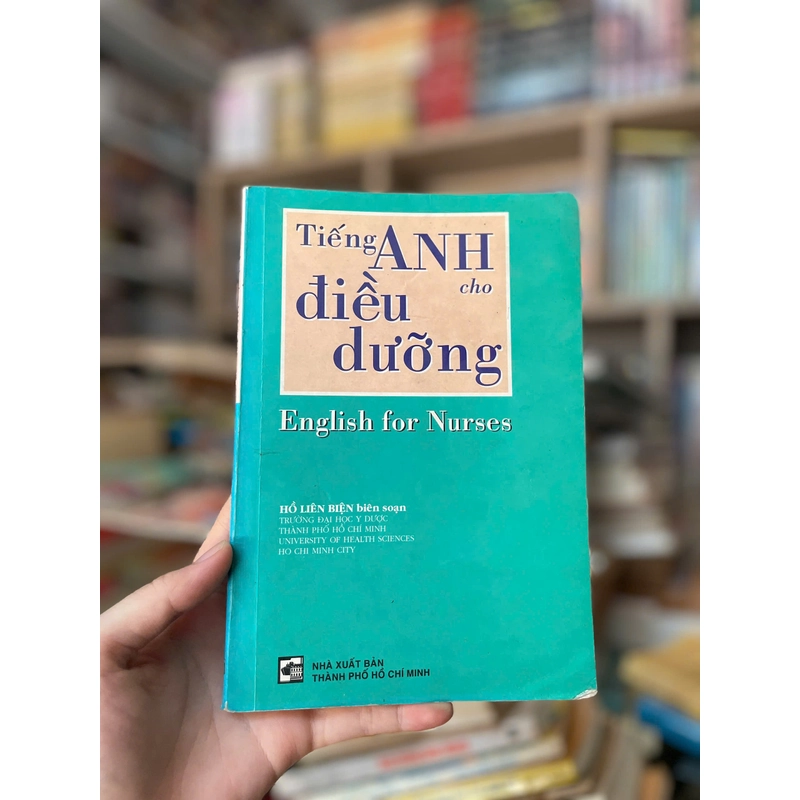 Tiếng ANH
cho
điều
dưỡng
English for Nurses
HỒ LIÊN BIỆN biên soạn
TRƯỜNG ĐẠI HỌC Y DƯỢC
THÀNH PHỐ HỒ CHÍ MINH
UNIVERSITY OF HEALTH SCIENCES
HO CHI MINH CITY
NHÀ XUẤT BẢN
THÀNH PHỐ HỒ CHÍ MINH